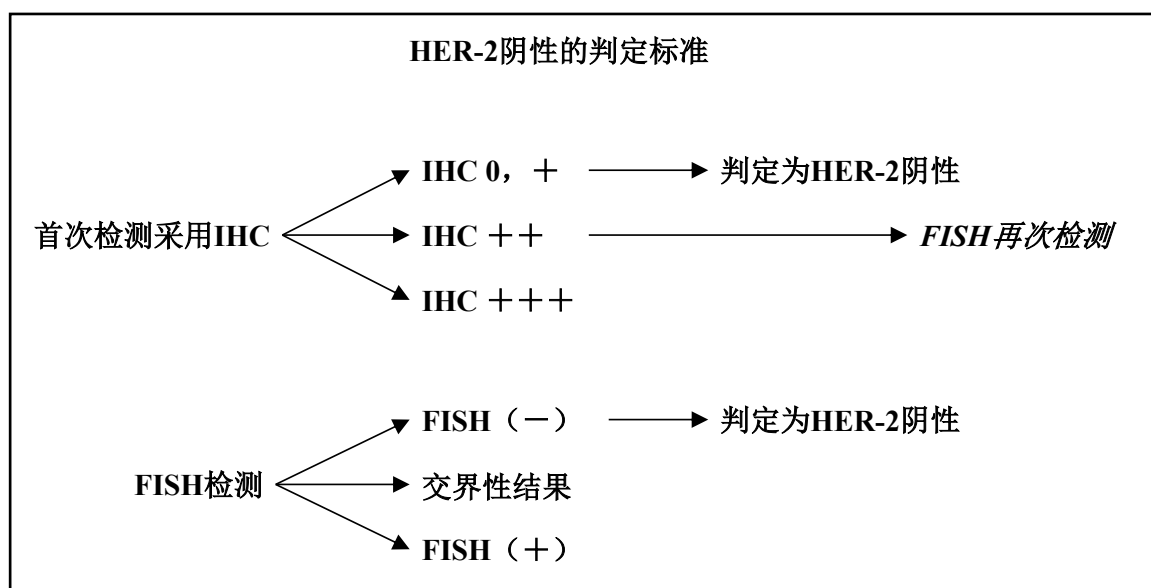 HER-2阴性的判定标准
IHC 0，＋
判定为HER-2阴性
首次检测采用IHC
IHC ＋＋
FISH再次检测
IHC ＋＋＋
FISH（－）
判定为HER-2阴性
FISH检测
交界性结果
FISH（＋）